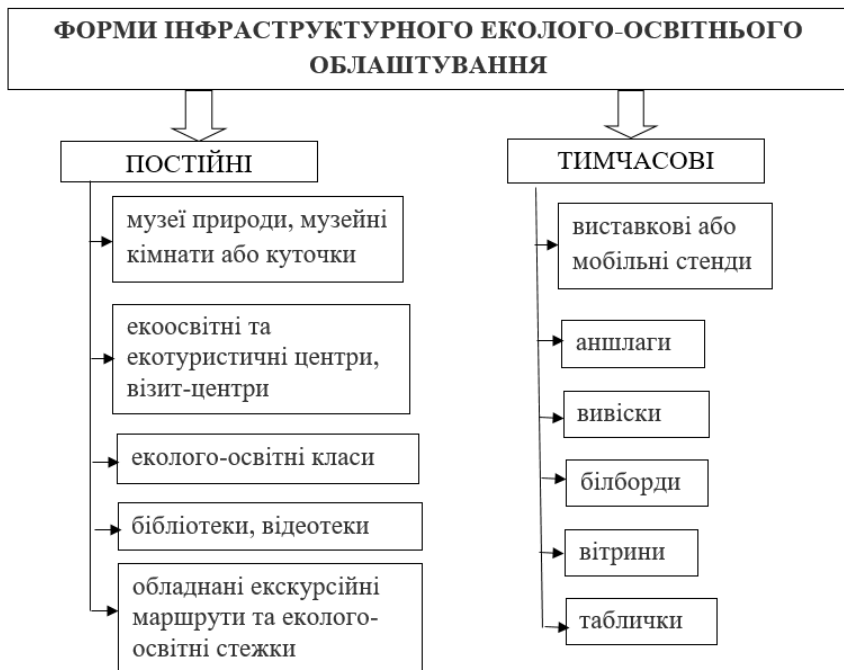 ФОРМИ ІНФРАСТРУКТУРНОГО ЕКОЛОГО-ОСВІТНЬОГО
ОБЛАШТУВАННЯ
ПОСТІЙНІ
музеї природи, музейні
кімнати або куточки
екоосвітні та
екотуристичні центри,
візит-центри
еколого-освітні класи
бібліотеки, відеотеки
обладнані екскурсійні
маршрути та еколого-
освітні стежки
ТИМЧАСОВІ
виставкові або
мобільні стенди
аншлаги
вивіски
білборди
вітрини
таблички